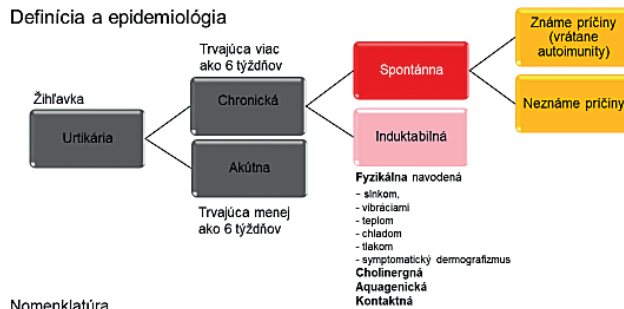 Definícia a epidemiológia
Žihľavka
Urtikária
Trvajúca viac
ako 6 týždňov
Chronická
Akútna
Trvajúca menej
ako 6 týždňov
Spontánna
Induktabilná
Fyzikálna navodená
- slnkom,
- vibráciami
- teplom
- chladom
- tlakom
- symptomatický dermografizmus
Cholinergná
Aquagenická
Kontaktná
Známe príčiny
(vrátane
autoimunity)
Neznáme príčiny
Nomenklatúra